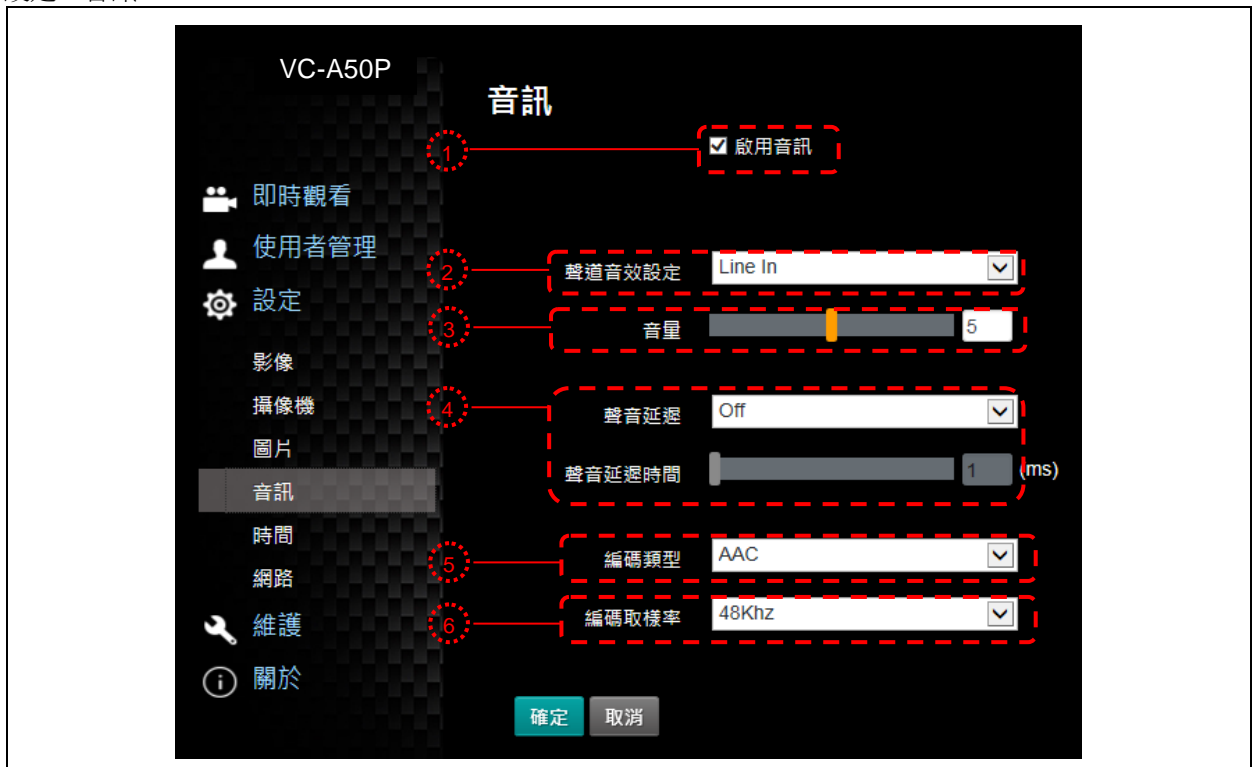 VC-A50P
音訊
1
啟用音訊
即時觀看
使用者管理
2
聲道音效設定
Line In
設定
3
音量
5
影像
攝像機
4
聲音延遲
Off
圖片
聲音延遲時間
1
(ms)
音訊
時間
5
編碼類型
AAC
網路
6
編碼取樣率
48Khz
維護
關於
確定
取消